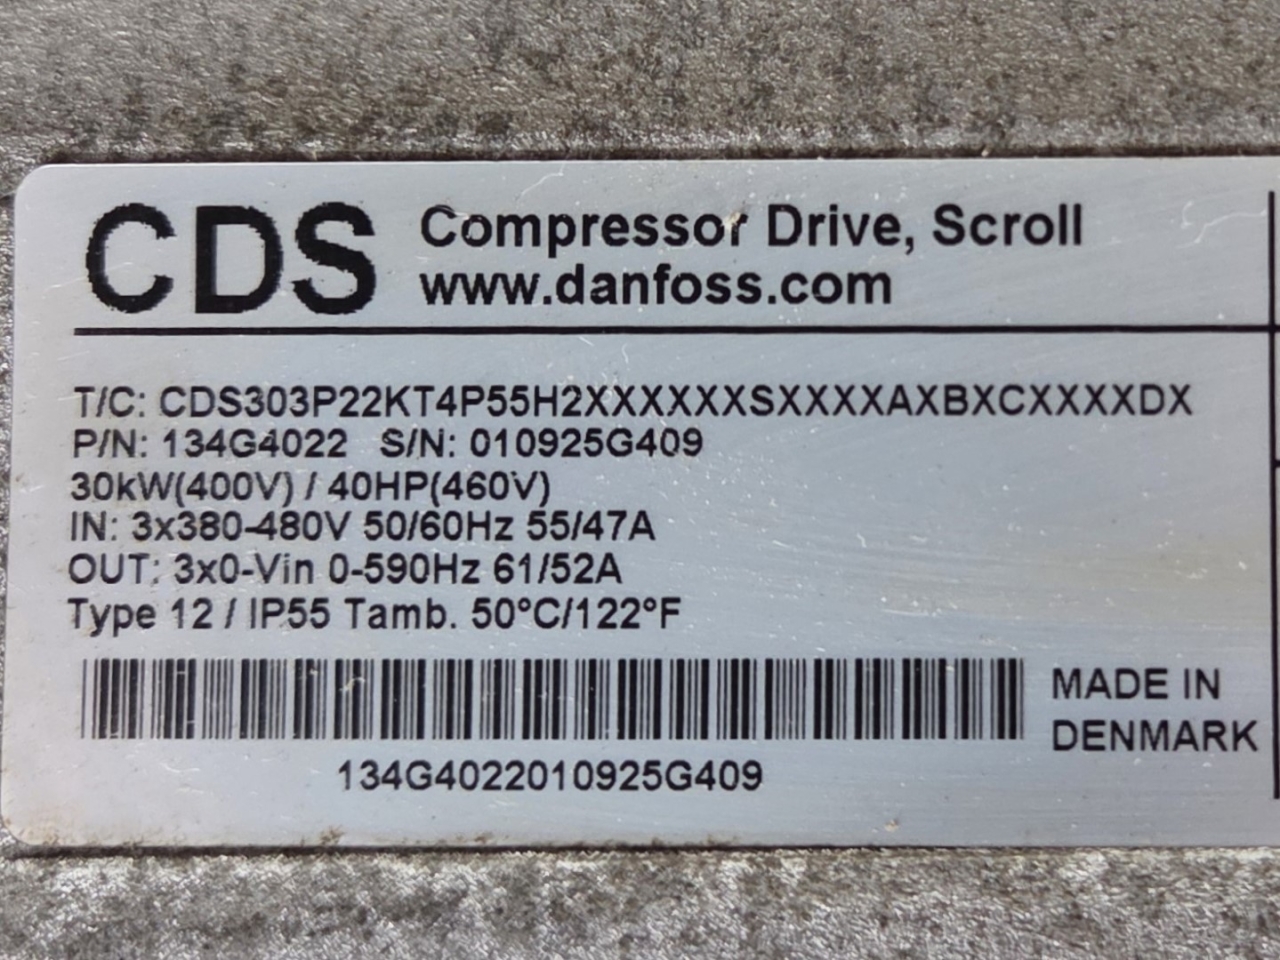 CDS
Compressor Drive, Scroll
www.danfoss.com
T/C: CDS303P22KT4P55H2XXXXXXSXXXXAXBXCXXXXDX
P/N: 134G4022 S/N: 010925G409
30kW(400V) / 40HP(460V)
IN: 3x380-480V 50/60Hz 55/47A
OUT: 3x0-Vin 0-590Hz 61/52A
Type 12 / IP55 Tamb. 50°C/122°F
MADE IN
DENMARK
134G4022010925G409